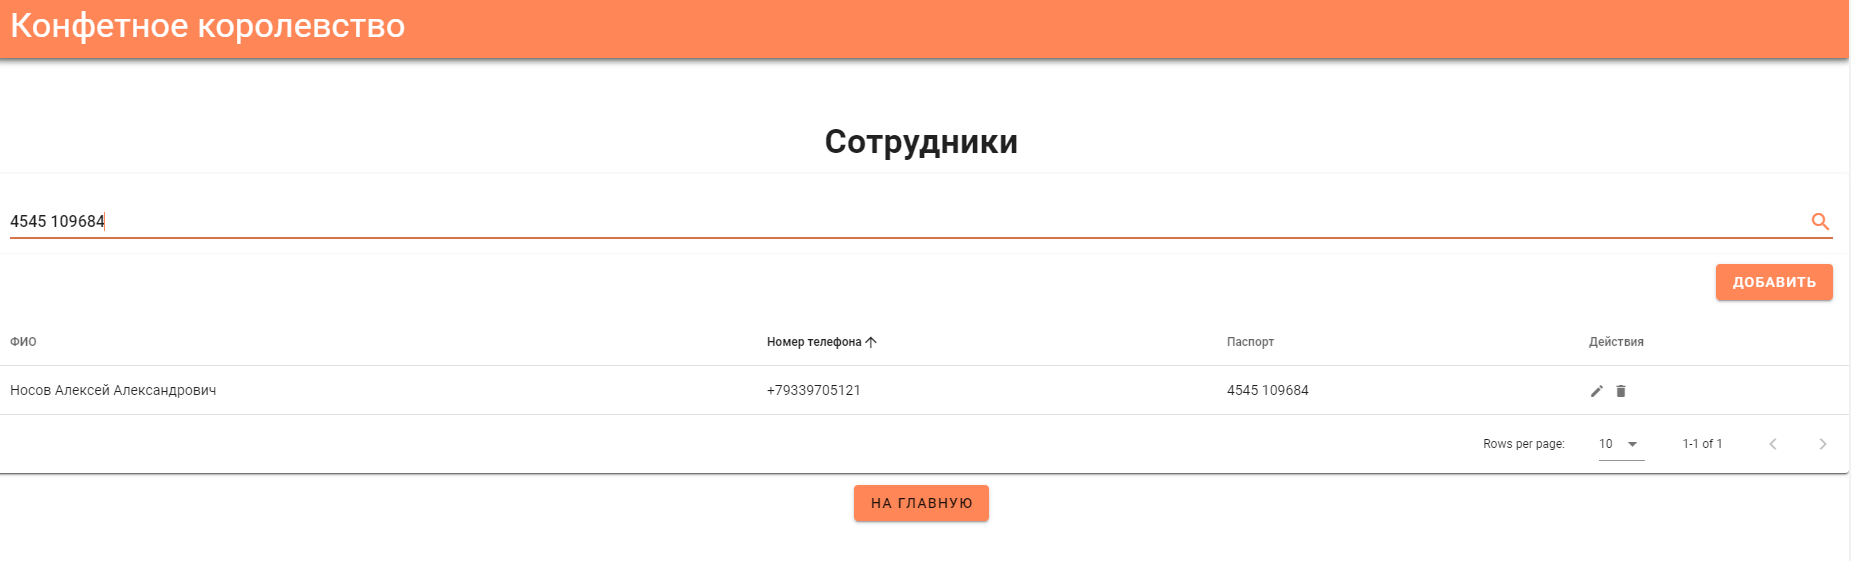 Конфетное королевство
Сотрудники
4545 109684
ДОБАВИТЬ
ФИО Номер телефона Паспорт Действия
Носов Алексей Александрович +79339705121 4545 109684
Rows per page: 10 1-1 of 1
НА ГЛАВНУЮ